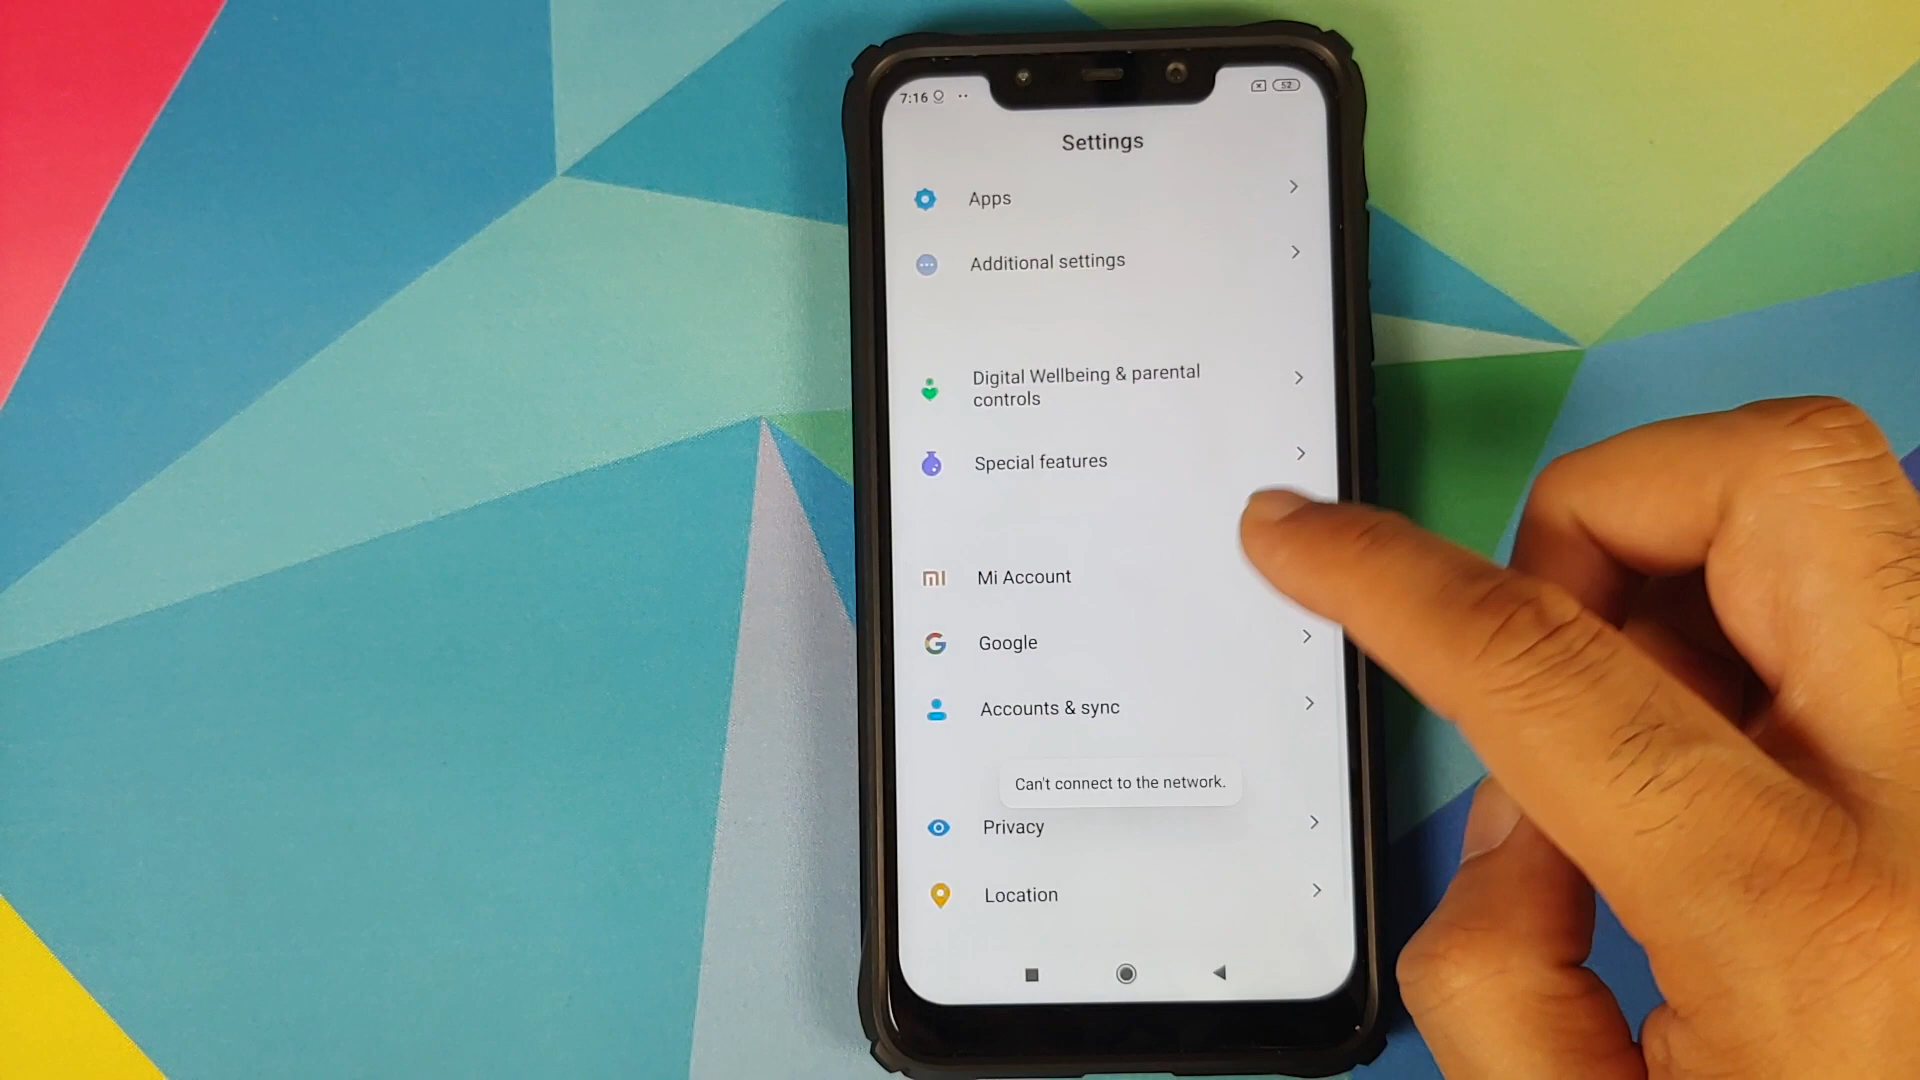 7:16
52
Settings
Apps
Additional settings
Digital Wellbeing & parental
controls
Special features
Mi Account
Google
Accounts & sync
Can't connect to the network.
Privacy
Location